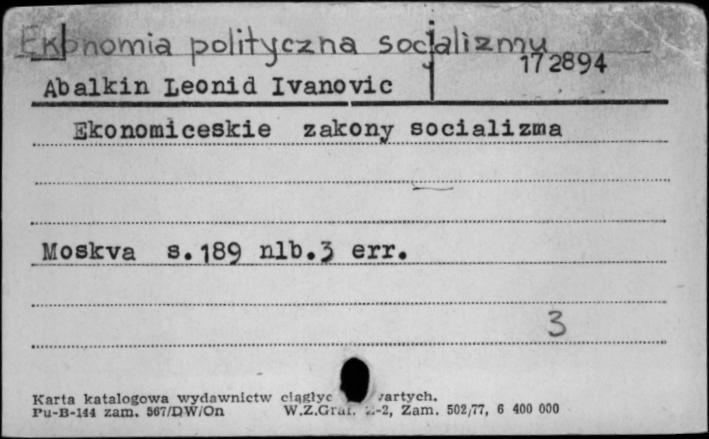 Ekonomia polityczna socjalizmu
172894
Abalkin Leonid Ivanovic
Ekonomiceskie zakony socializma
Moskva s.189 nlb.3 err.
3
Karta katalogowa wydawnictw
Pu-B-144 zam. 567/DW/On W.Z.Graf. Z-2, Zam. 502/77, 6 400 000